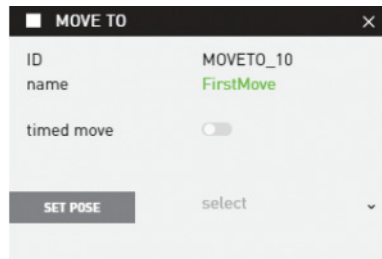 MOVE TO
ID MOVETO_10
name FirstMove
timed move
SET POSE select